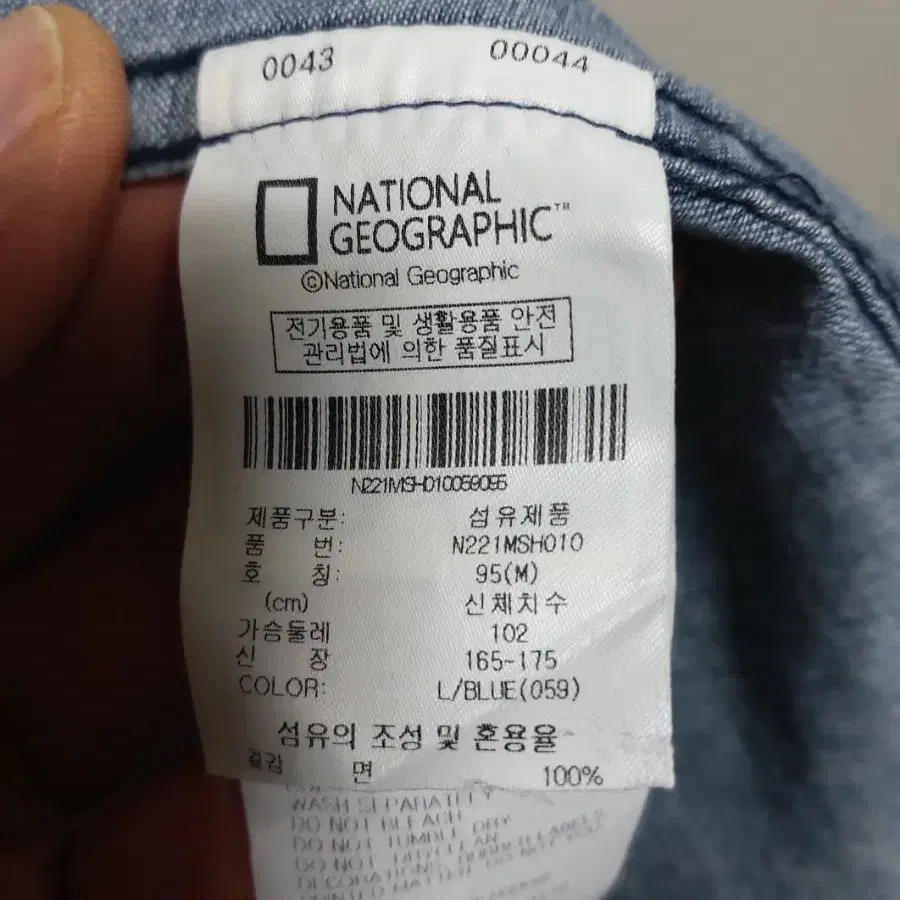 0043 00044
NATIONAL
GEOGRAPHIC™
©National Geographic
전기용품 및 생활용품 안전
관리법에 의한 품질표시
N221MSH010059095
제품구분: 섬유제품
품 번: N221MSH010
호 칭: 95(M)
(cm) 신체치수
가슴둘레 102
신 장 165-175
COLOR: L/BLUE(059)
섬유의 조성 및 혼용율
겉감 면 100%
WASH SEPARATELY
DO NOT BLEACH
DO NOT TUMBLE DRY
DO NOT DRYCLEAN